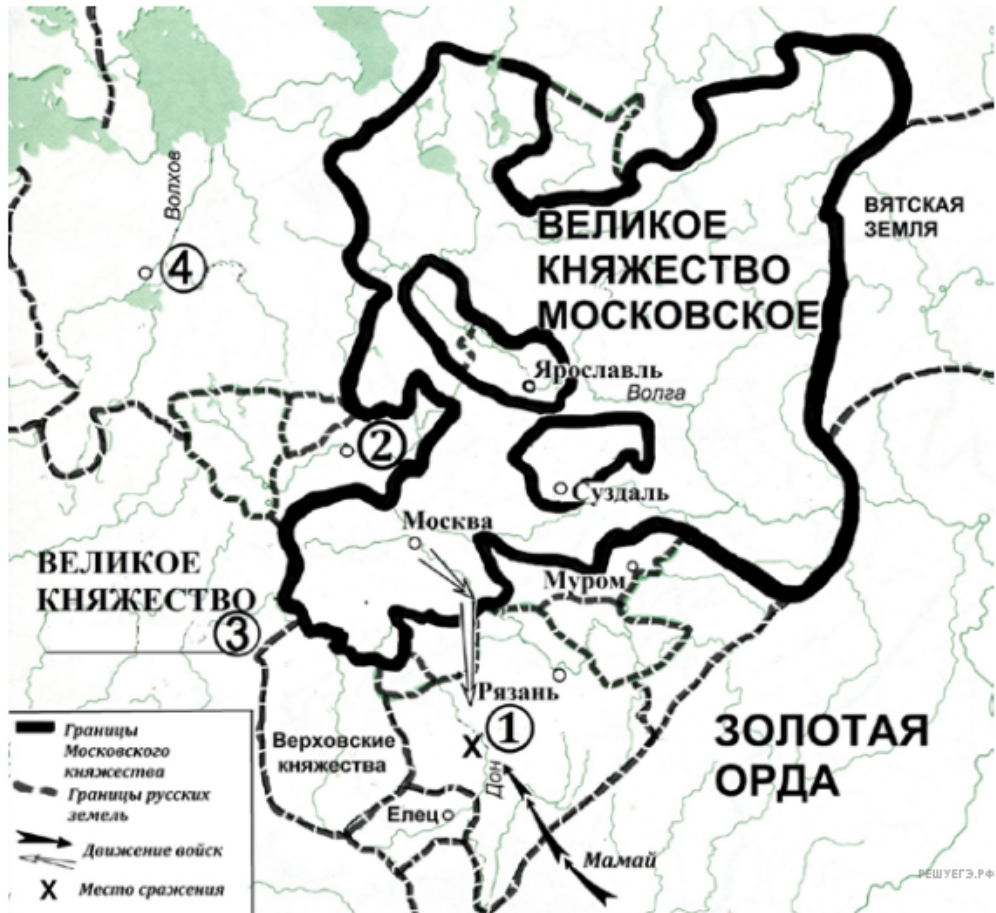 Волхов
ВЯТСКАЯ
ЗЕМЛЯ
ВЕЛИКОЕ
КНЯЖЕСТВО
МОСКОВСКОЕ
4
Ярославль
Волга
2
Суздаль
Москва
ВЕЛИКОЕ
КНЯЖЕСТВО
3
Муром
Рязань
1
X
ЗОЛОТАЯ
ОРДА
Верховские
княжества
Дон
Елец
Мамай
Границы
Московского
княжества
Границы русских
земель
Движение войск
X Место сражения
РЕШУЕГЭ.РФ